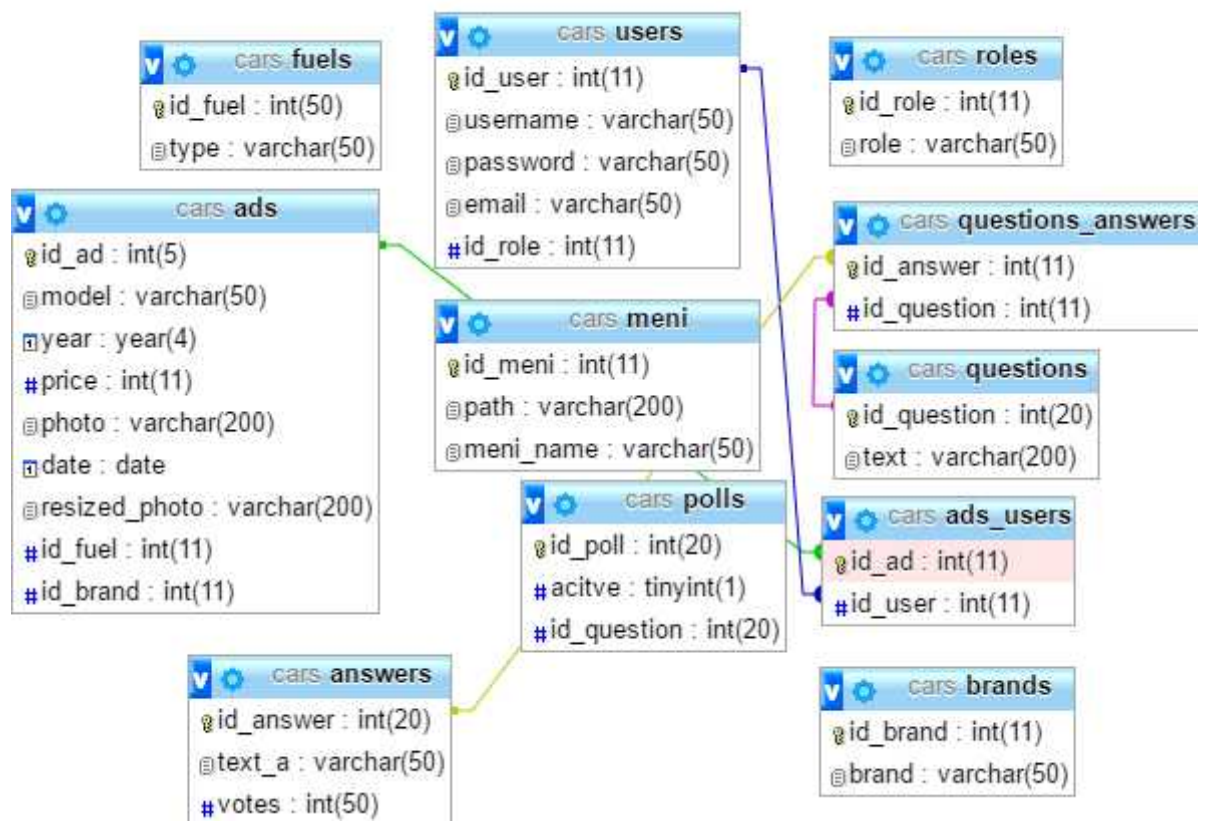 cars fuels
id_fuel : int(50)
type : varchar(50)
cars users
id_user : int(11)
username : varchar(50)
password : varchar(50)
email : varchar(50)
#id_role : int(11)
cars roles
id_role : int(11)
role : varchar(50)
cars ads
id_ad : int(5)
model : varchar(50)
year : year(4)
#price : int(11)
photo : varchar(200)
date : date
resized_photo : varchar(200)
#id_fuel : int(11)
#id_brand : int(11)
cars meni
id_meni : int(11)
path : varchar(200)
meni_name : varchar(50)
cars questions_answers
id_answer : int(11)
#id_question : int(11)
cars questions
id_question : int(20)
text : varchar(200)
cars polls
id_poll : int(20)
#acitve : tinyint(1)
#id_question : int(20)
cars ads_users
id_ad : int(11)
#id_user : int(11)
cars answers
id_answer : int(20)
text_a : varchar(50)
#votes : int(50)
cars brands
id_brand : int(11)
brand : varchar(50)